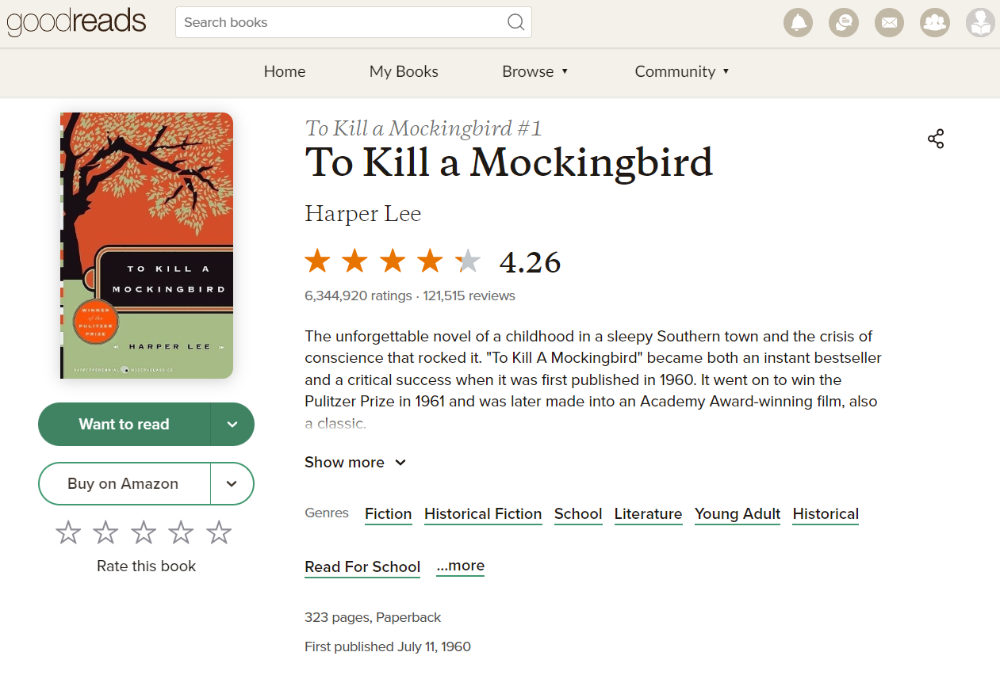 goodreads
Search books
Home
My Books
Browse ▼
Community ▼
TO KILL A
MOCKINGBIRD
WINNER
of the
PULITZER
PRIZE
HARPER LEE
HARPERPERENNIAL MODERNCLASSICS
Want to read
Buy on Amazon
Rate this book
To Kill a Mockingbird #1
To Kill a Mockingbird
Harper Lee
4.26
6,344,920 ratings · 121,515 reviews
The unforgettable novel of a childhood in a sleepy Southern town and the crisis of
conscience that rocked it. "To Kill A Mockingbird" became both an instant bestseller
and a critical success when it was first published in 1960. It went on to win the
Pulitzer Prize in 1961 and was later made into an Academy Award-winning film, also
a classic.
Show more
Genres Fiction Historical Fiction School Literature Young Adult Historical
Read For School ...more
323 pages, Paperback
First published July 11, 1960